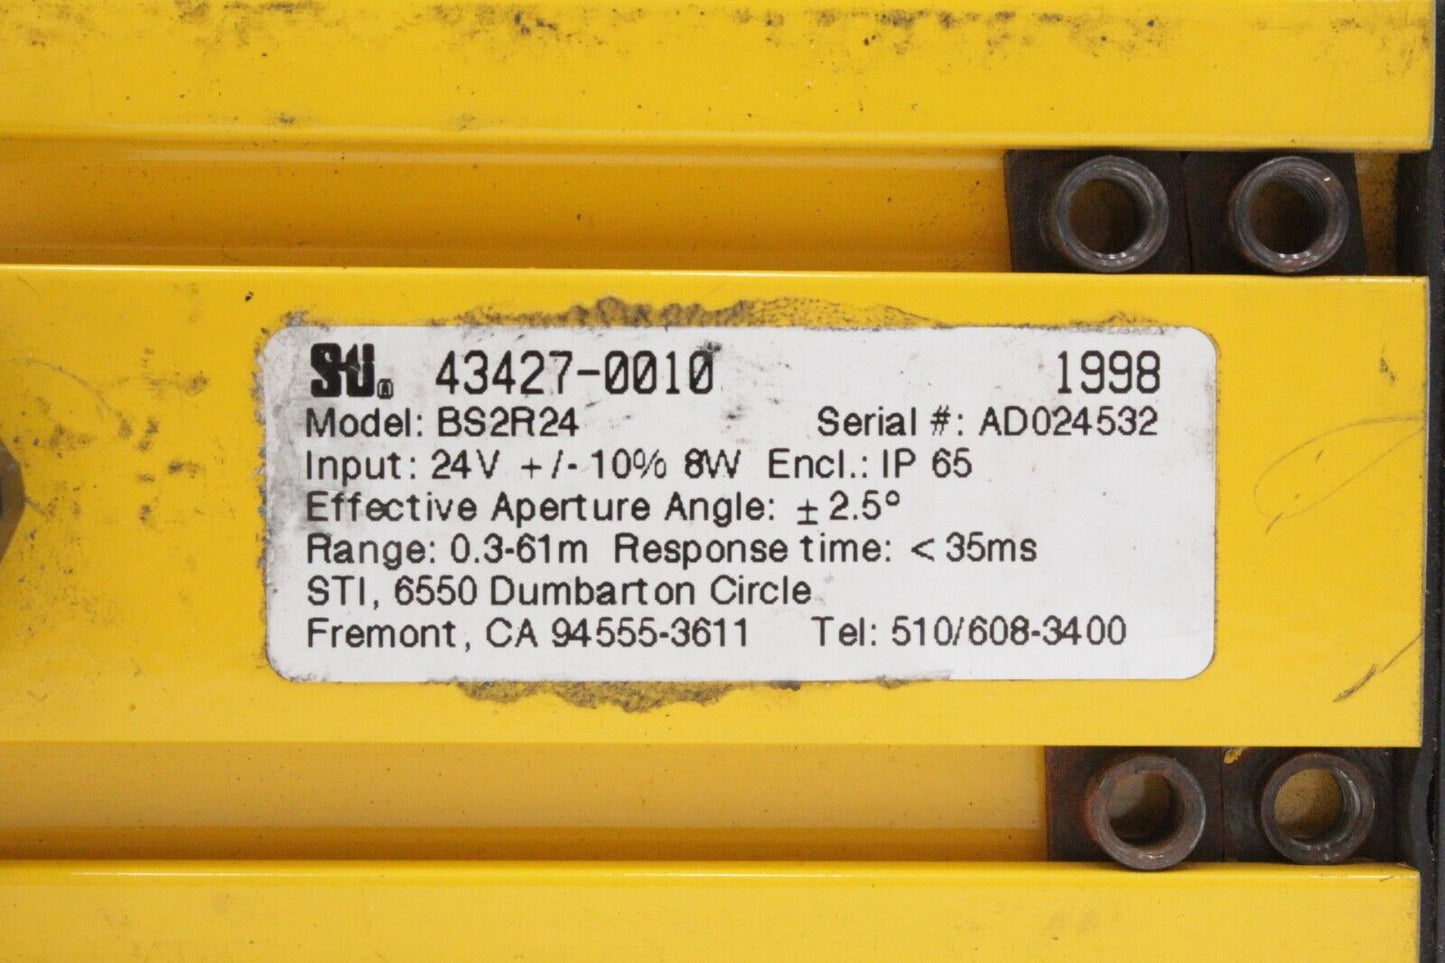 STI® 43427-0010 1998
Model: BS2R24 Serial #: AD024532
Input: 24V +/- 10% 8W Encl.: IP 65
Effective Aperture Angle: ± 2.5°
Range: 0.3-61m Response time: < 35ms
STI, 6550 Dumbarton Circle
Fremont, CA 94555-3611 Tel: 510/608-3400